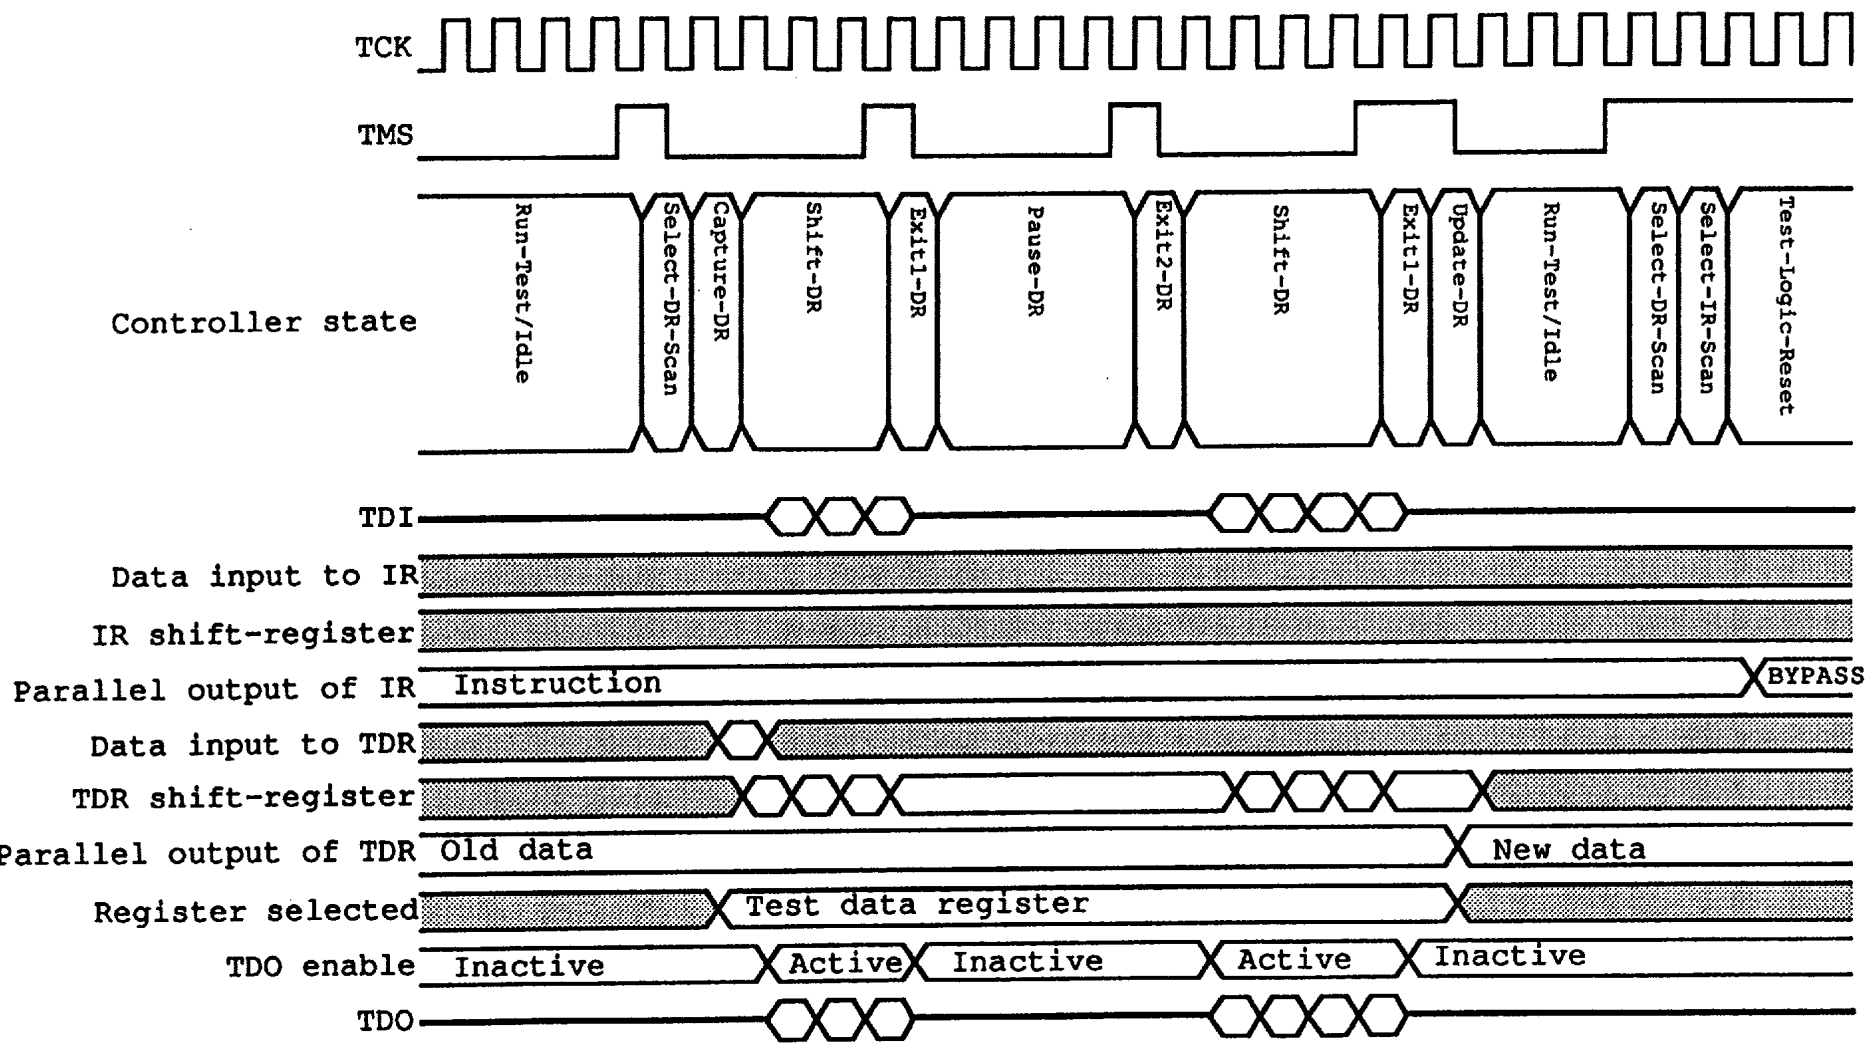 TCK
TMS
Controller state
Run-Test/Idle
Select-DR-Scan
Capture-DR
Shift-DR
Exit1-DR
Pause-DR
Exit2-DR
Shift-DR
Exit1-DR
Update-DR
Run-Test/Idle
Select-DR-Scan
Select-IR-Scan
Test-Logic-Reset
TDI
Data input to IR
IR shift-register
Parallel output of IR Instruction BYPASS
Data input to TDR
TDR shift-register
Parallel output of TDR Old data New data
Register selected Test data register
TDO enable Inactive Active Inactive Active Inactive
TDO